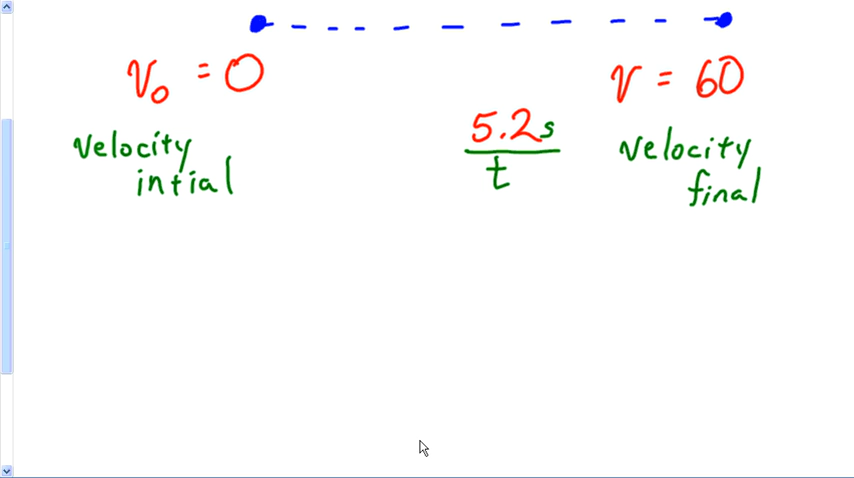 v₀ = 0
v = 60
velocity
intial
5.2s
t
velocity
final